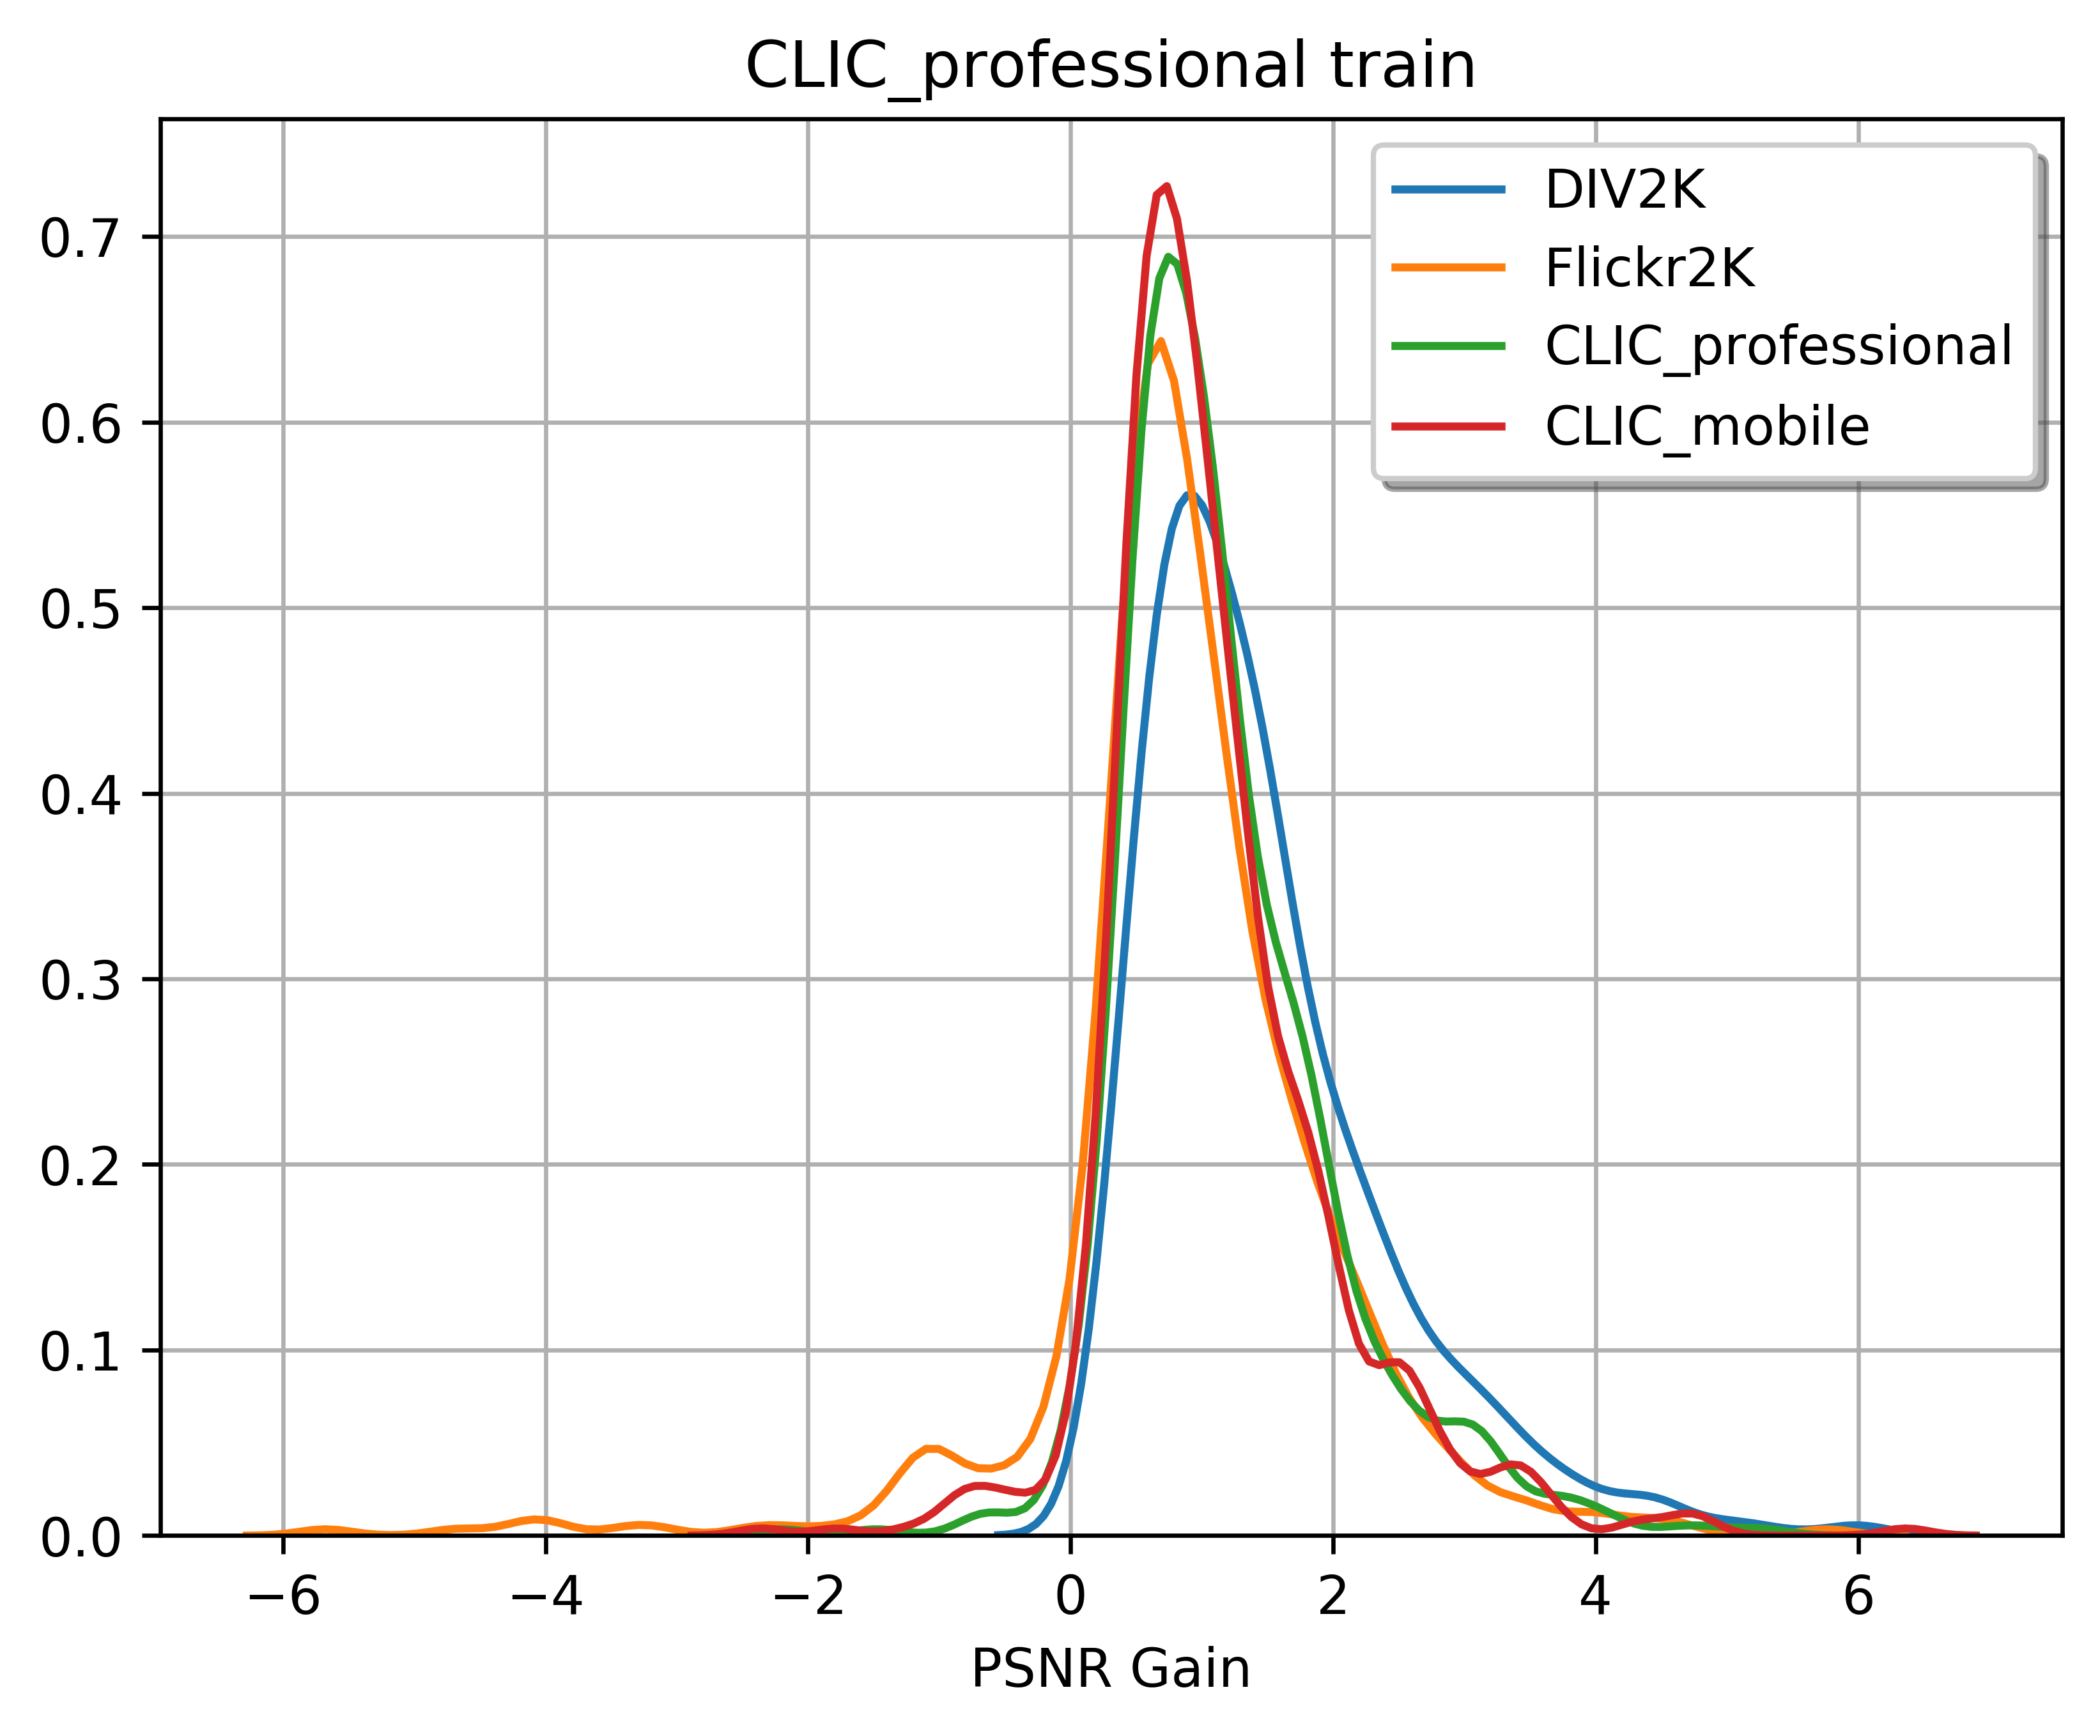 CLIC_professional train
DIV2K
Flickr2K
CLIC_professional
CLIC_mobile
0.7
0.6
0.5
0.4
0.3
0.2
0.1
0.0
−6 −4 −2 0 2 4 6
PSNR Gain